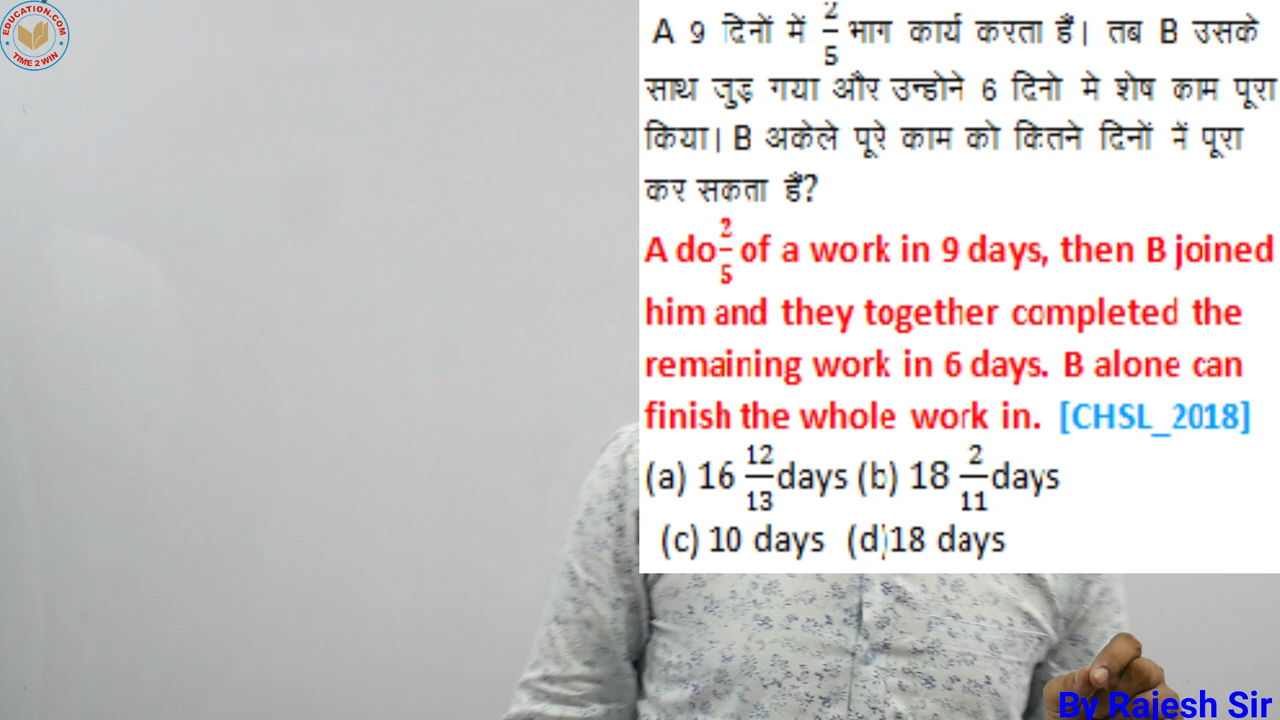 EDUCATION.COM
TIME 2 WIN
A 9 दिनों में 2/5 भाग कार्य करता हैं। तब B उसके
साथ जुड़ गया और उन्होने 6 दिनो मे शेष काम पूरा
किया। B अकेले पूरे काम को कितने दिनों में पूरा
कर सकता हैं?
A do 2/5 of a work in 9 days, then B joined
him and they together completed the
remaining work in 6 days. B alone can
finish the whole work in. [CHSL_2018]
(a) 16 12/13 days (b) 18 2/11 days
(c) 10 days (d) 18 days
By Rajesh Sir